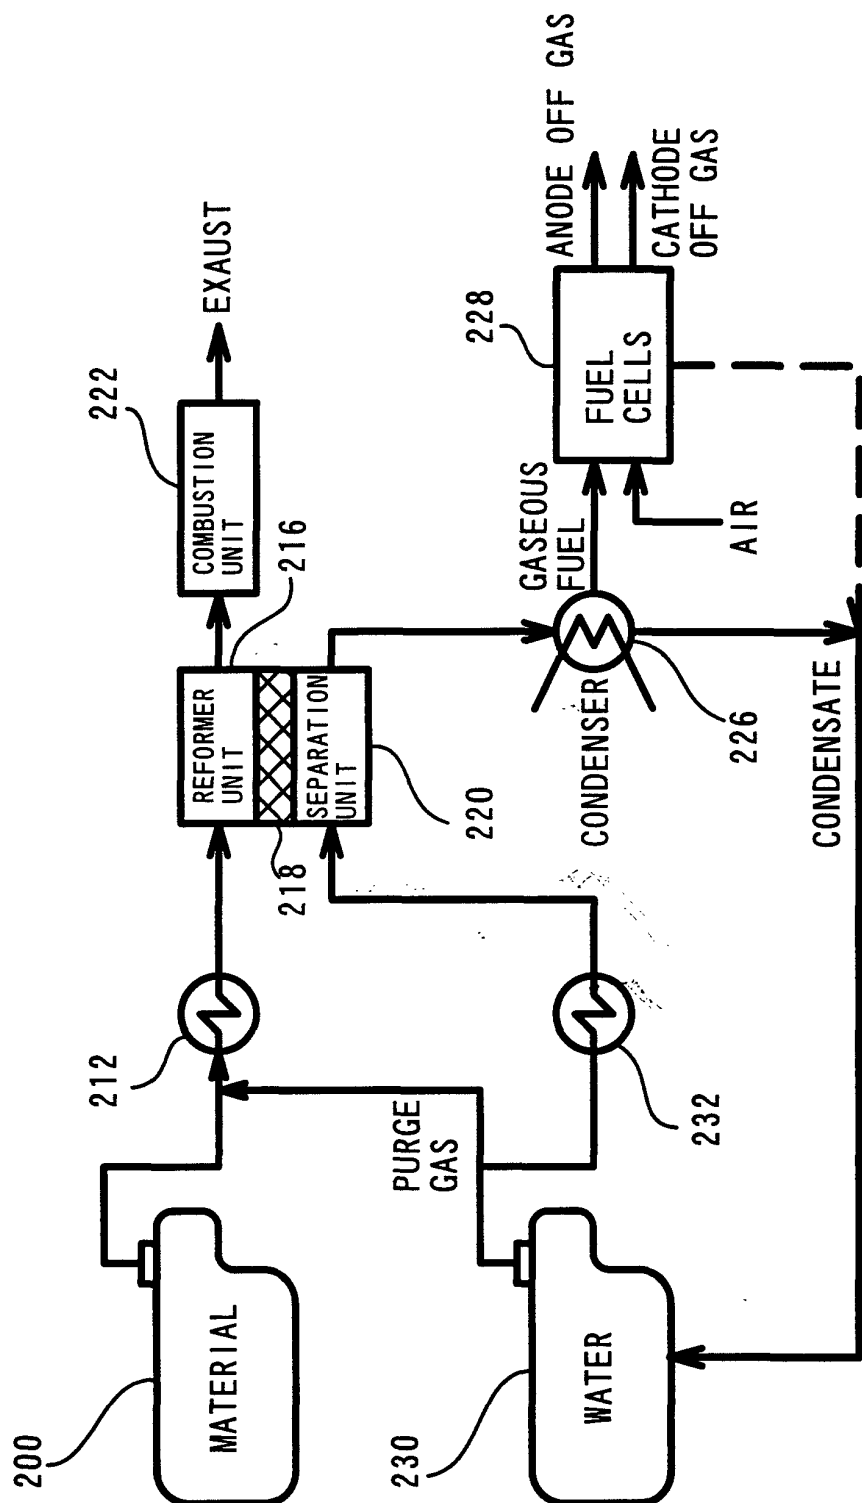 200
MATERIAL
212
REFORMER
UNIT
216
COMBUSTION
UNIT
222
EXAUST
218
SEPARATION
UNIT
220
PURGE
GAS
230
WATER
232
CONDENSER
226
GASEOUS
FUEL
AIR
FUEL
CELLS
228
ANODE OFF GAS
CATHODE
OFF GAS
CONDENSATE